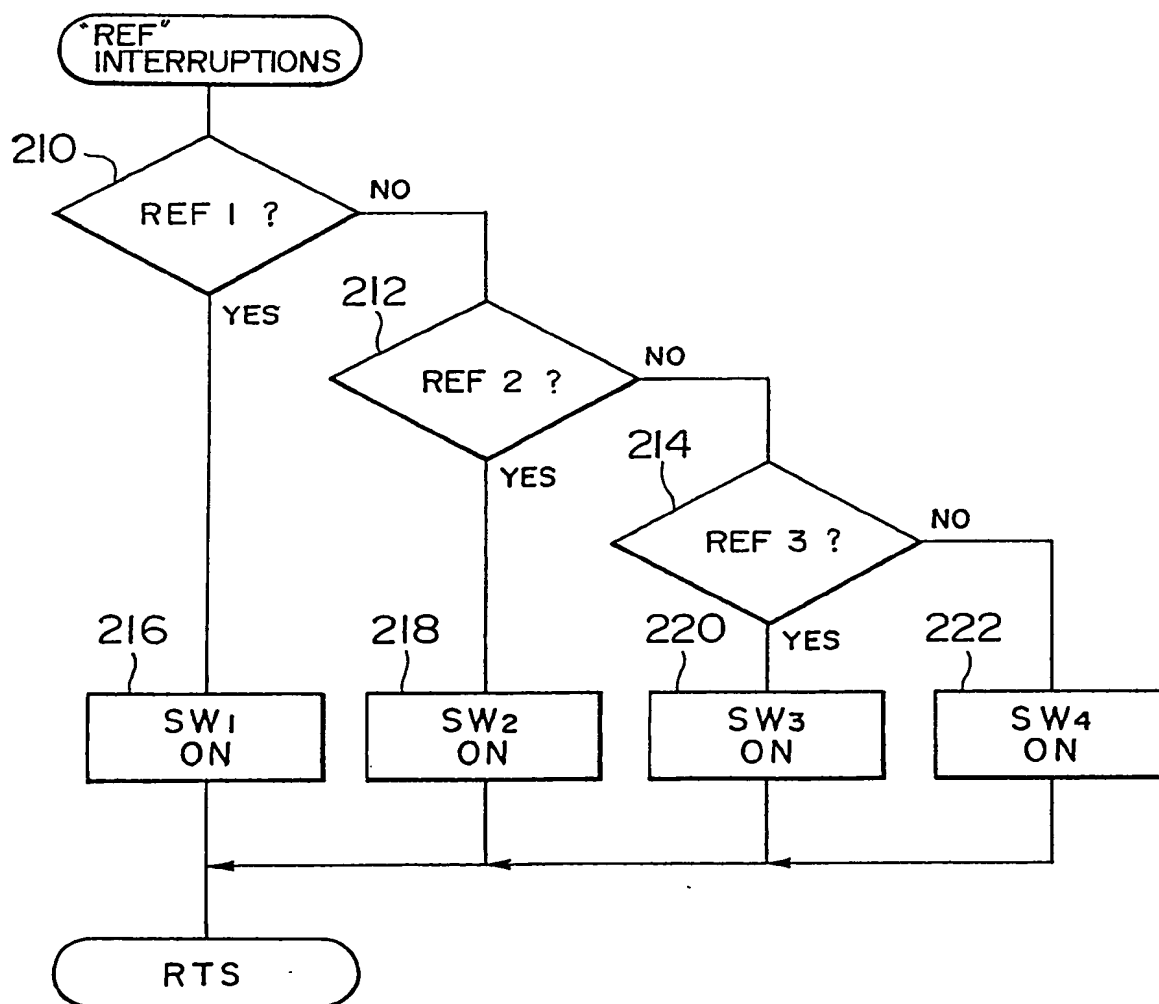 "REF"
INTERRUPTIONS
210
REF 1 ?
NO
YES
212
REF 2 ?
NO
YES
214
REF 3 ?
NO
YES
216
218
220
222
SW1
ON
SW2
ON
SW3
ON
SW4
ON
RTS